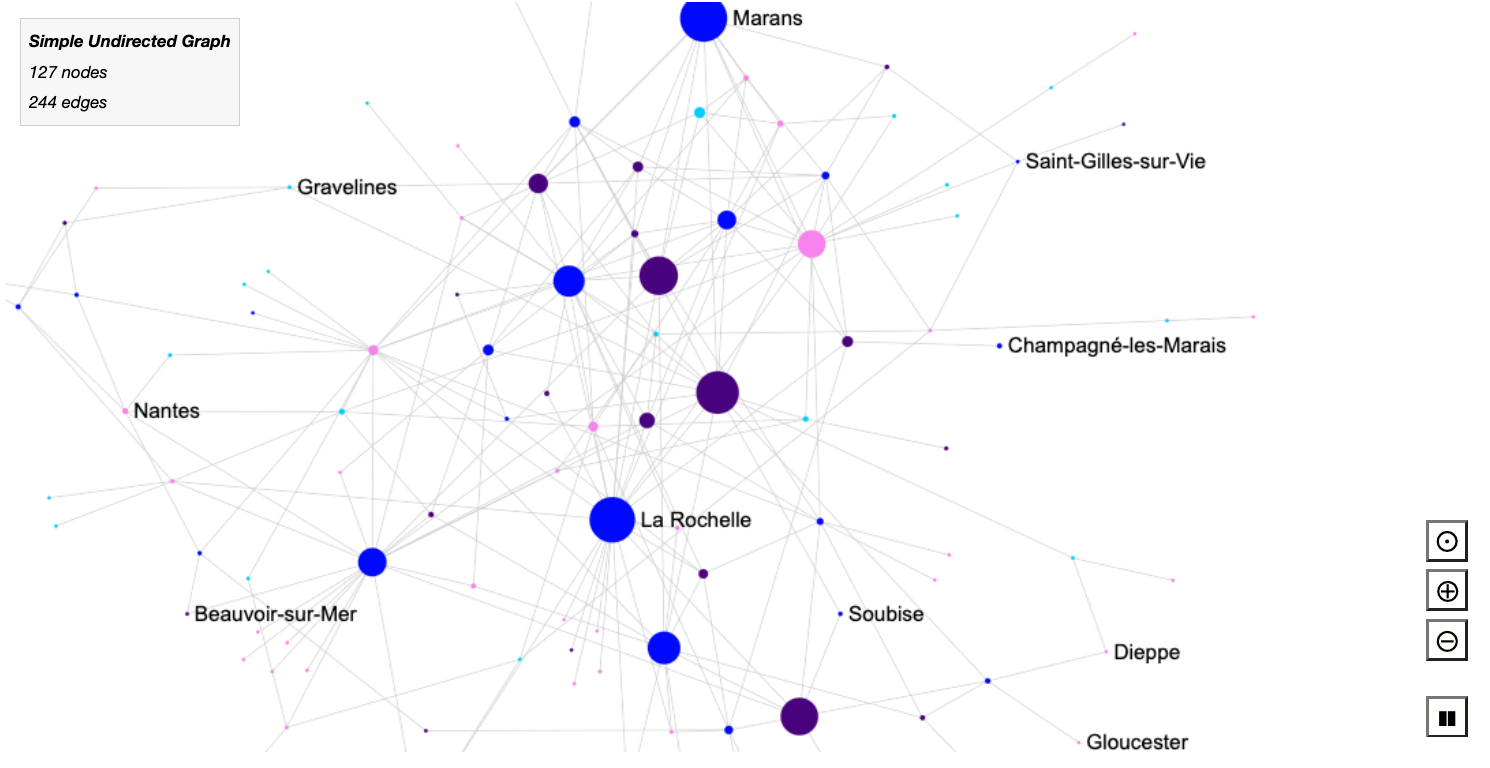 Simple Undirected Graph
127 nodes
244 edges
Marans
Saint-Gilles-sur-Vie
Gravelines
Champagné-les-Marais
Nantes
La Rochelle
Beauvoir-sur-Mer
Soubise
Dieppe
Gloucester